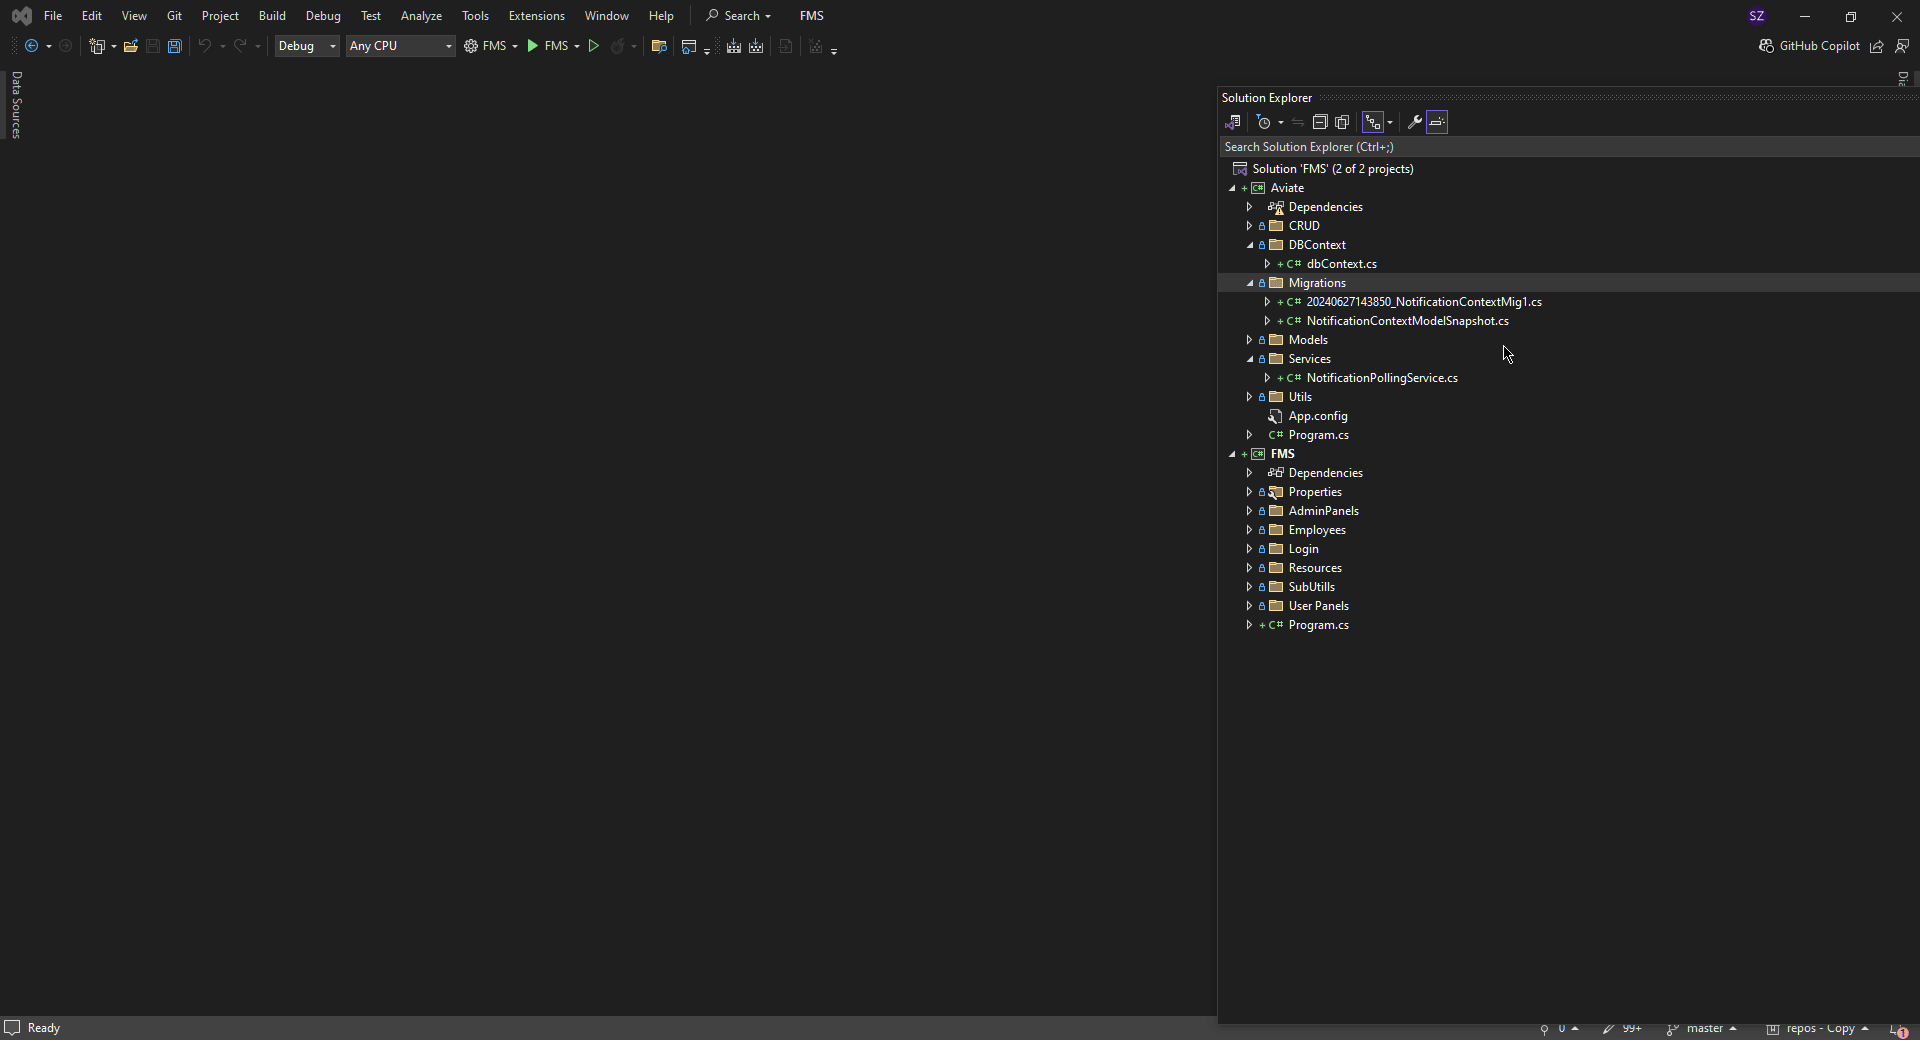 File Edit View Git Project Build Debug Test Analyze Tools Extensions Window Help Search FMS SZ
Debug Any CPU FMS FMS GitHub Copilot
Data Sources
Solution Explorer
Search Solution Explorer (Ctrl+;)
Solution 'FMS' (2 of 2 projects)
C# Aviate
Dependencies
CRUD
DBContext
C# dbContext.cs
Migrations
C# 20240627143850_NotificationContextMig1.cs
C# NotificationContextModelSnapshot.cs
Models
Services
C# NotificationPollingService.cs
Utils
App.config
C# Program.cs
C# FMS
Dependencies
Properties
AdminPanels
Employees
Login
Resources
SubUtills
User Panels
C# Program.cs
Ready 0 99+ master repos - Copy 1